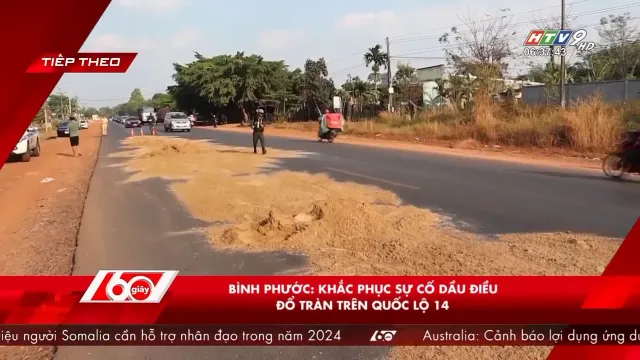 TIẾP THEO
HTV9 HD
06:37:43
60 giây
BÌNH PHƯỚC: KHẮC PHỤC SỰ CỐ DẦU ĐIỀU
ĐỔ TRÀN TRÊN QUỐC LỘ 14
iệu người Somalia cần hỗ trợ nhân đạo trong năm 2024 60 Australia: Cảnh báo lợi dụng ứng d